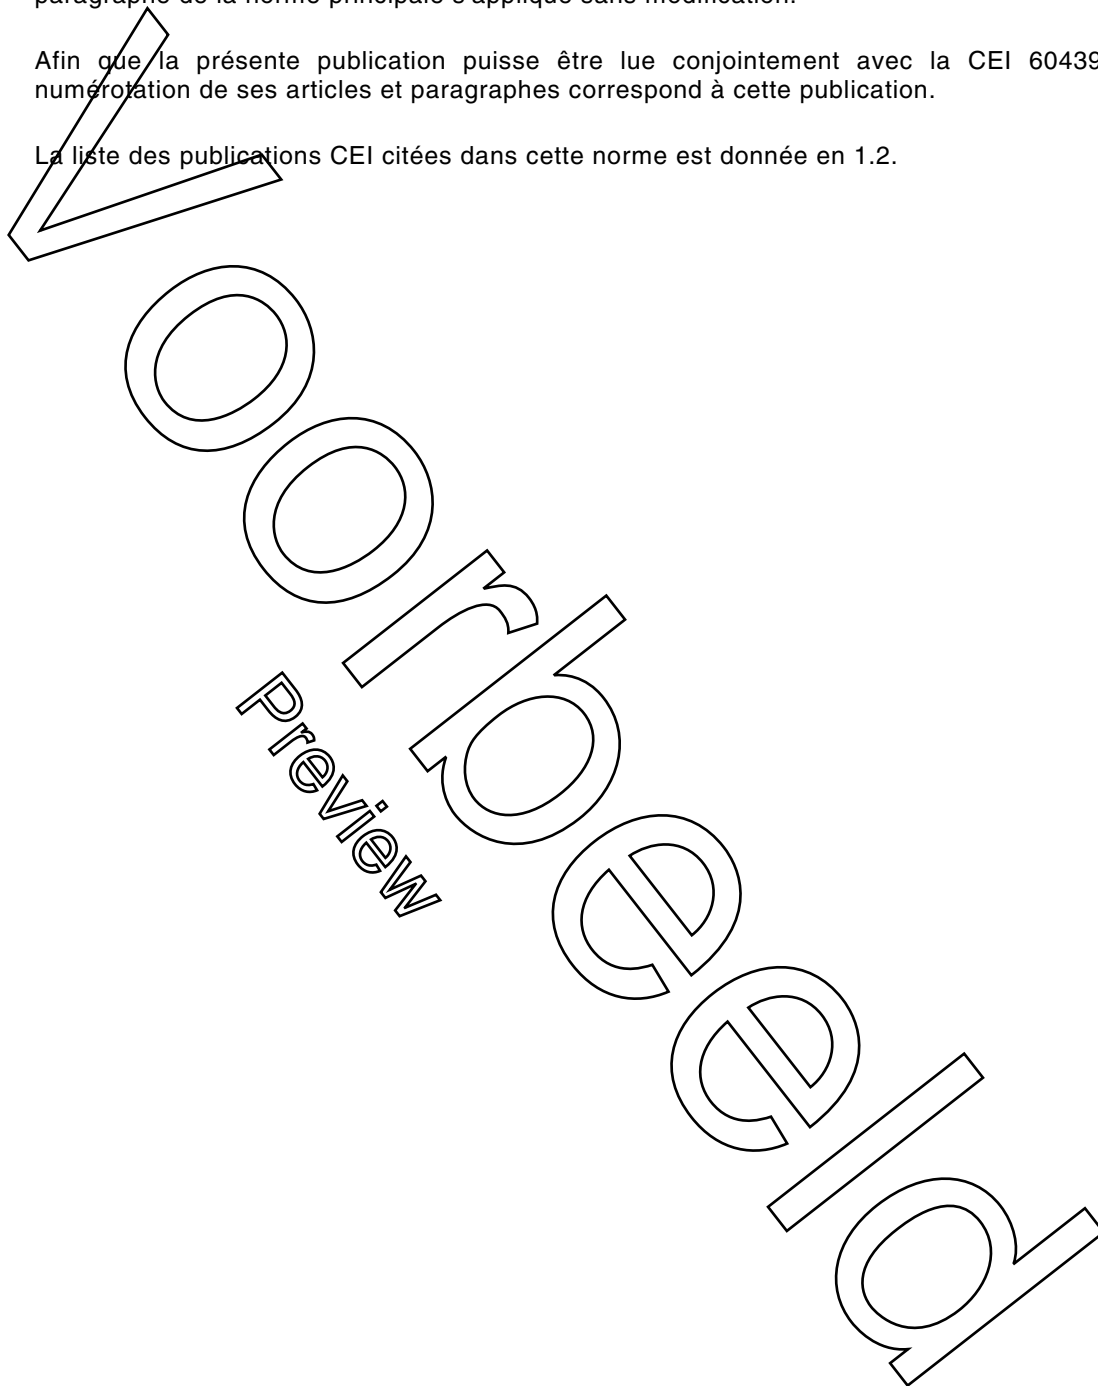 paragraphe de la norme principale s'applique sans modification.
Afin que la présente publication puisse être lue conjointement avec la CEI 60439
numérotation de ses articles et paragraphes correspond à cette publication.
La liste des publications CEI citées dans cette norme est donnée en 1.2.
Voorbeeld
Preview